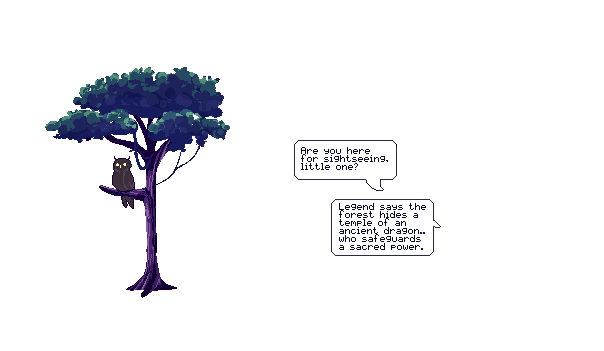 Are you here
for sightseeing,
little one?
Legend says the
forest hides a
temple of an
ancient dragon..
who safeguards
a sacred power.